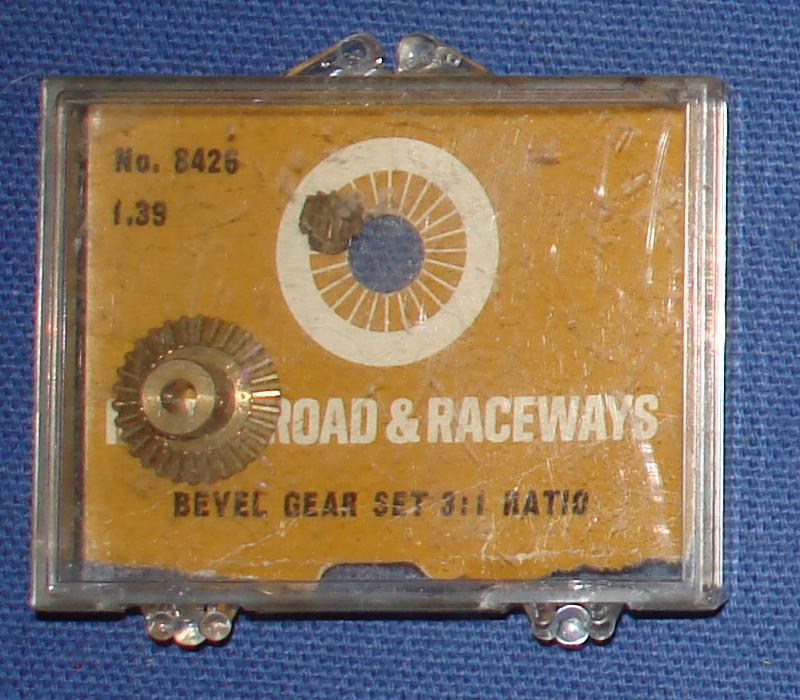 No. 8426
1.39
ROAD & RACEWAYS
BEVEL GEAR SET 3:1 RATIO